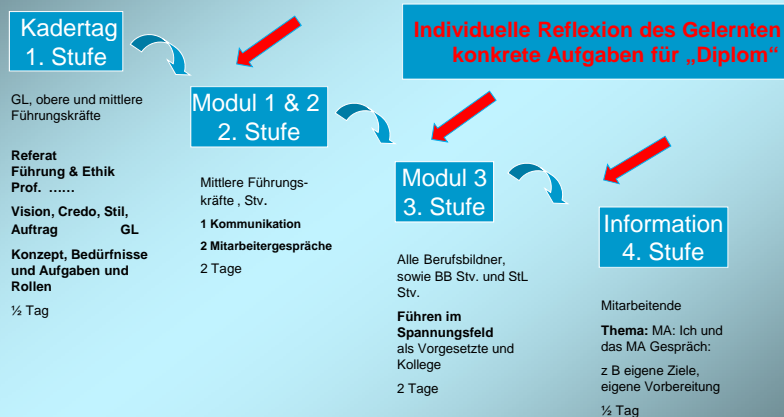 Kadertag
1. Stufe
GL, obere und mittlere
Führungskräfte
Referat
Führung & Ethik
Prof. ......
Vision, Credo, Stil,
Auftrag GL
Konzept, Bedürfnisse
und Aufgaben und
Rollen
½ Tag
Modul 1 & 2
2. Stufe
Mittlere Führungs-
kräfte , Stv.
1 Kommunikation
2 Mitarbeitergespräche
2 Tage
Individuelle Reflexion des Gelernten
konkrete Aufgaben für „Diplom“
Modul 3
3. Stufe
Alle Berufsbildner,
sowie BB Stv. und StL
Stv.
Führen im
Spannungsfeld
als Vorgesetzte und
Kollege
2 Tage
Information
4. Stufe
Mitarbeitende
Thema: MA: Ich und
das MA Gespräch:
z B eigene Ziele,
eigene Vorbereitung
½ Tag